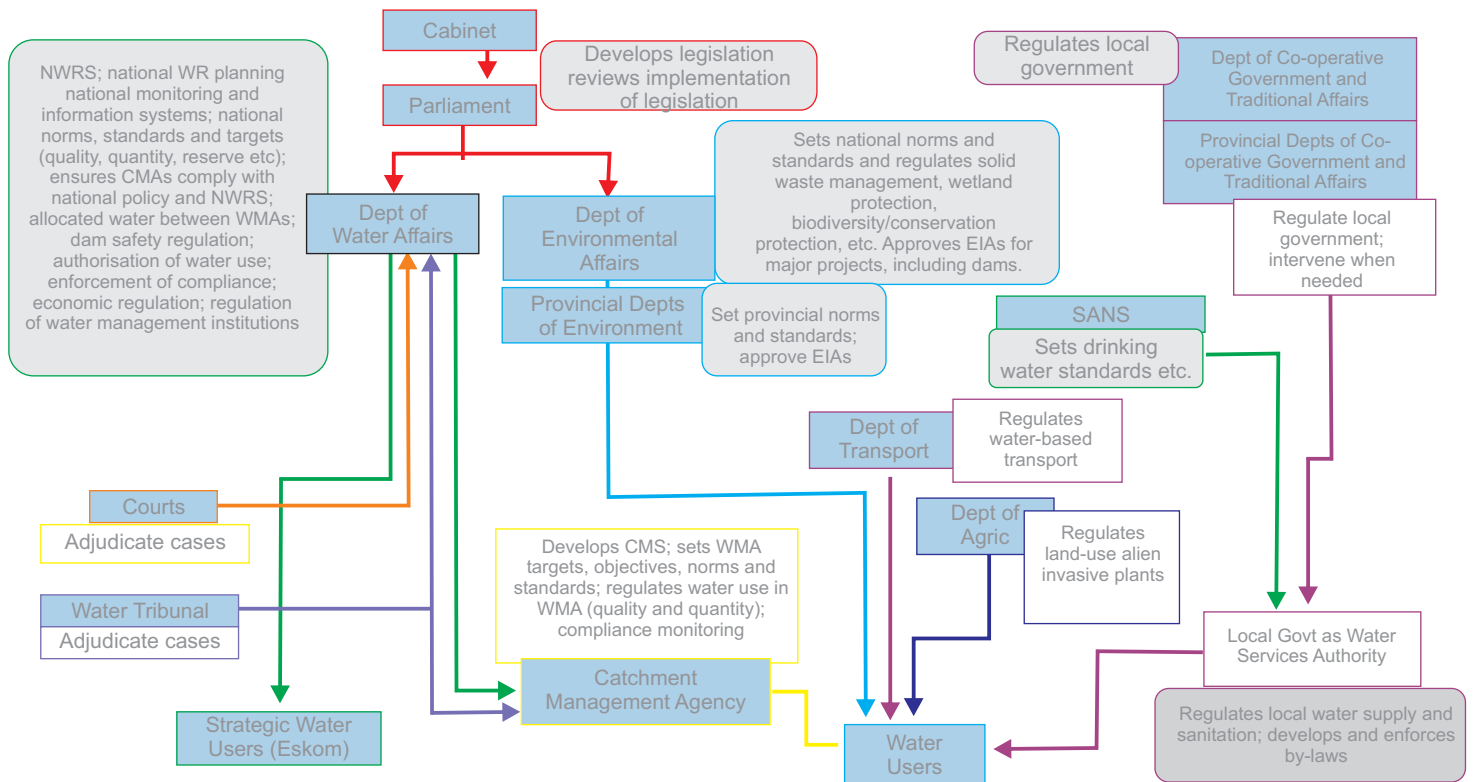 Cabinet
Parliament
Develops legislation
reviews implementation
of legislation
Regulates local
government
Dept of Co-operative
Government and
Traditional Affairs
Provincial Depts of Co-
operative Government and
Traditional Affairs
Regulate local
government;
intervene when
needed
NWRS; national WR planning
national monitoring and
information systems; national
norms, standards and targets
(quality, quantity, reserve etc);
ensures CMAs comply with
national policy and NWRS;
allocated water between WMAs;
dam safety regulation;
authorisation of water use;
enforcement of compliance;
economic regulation; regulation
of water management institutions
Dept of
Water Affairs
Dept of
Environmental
Affairs
Sets national norms and
standards and regulates solid
waste management, wetland
protection,
biodiversity/conservation
protection, etc. Approves EIAs for
major projects, including dams.
Provincial Depts
of Environment
Set provincial norms
and standards;
approve EIAs
SANS
Sets drinking
water standards etc.
Dept of
Transport
Regulates
water-based
transport
Dept of
Agric
Regulates
land-use alien
invasive plants
Courts
Adjudicate cases
Water Tribunal
Adjudicate cases
Develops CMS; sets WMA
targets, objectives, norms and
standards; regulates water use in
WMA (quality and quantity);
compliance monitoring
Catchment
Management Agency
Local Govt as Water
Services Authority
Regulates local water supply and
sanitation; develops and enforces
by-laws
Strategic Water
Users (Eskom)
Water
Users